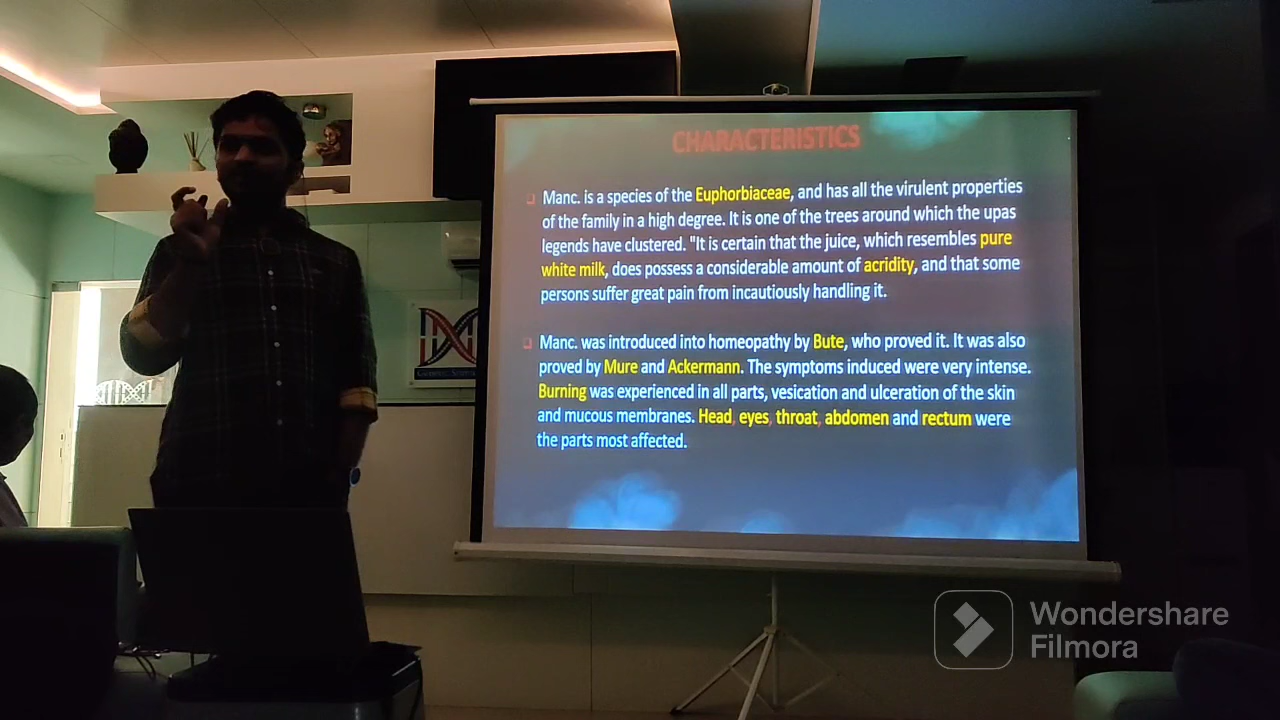 CHARACTERISTICS
Manc. is a species of the Euphorbiaceae, and has all the virulent properties
of the family in a high degree. It is one of the trees around which the upas
legends have clustered. "It is certain that the juice, which resembles pure
white milk, does possess a considerable amount of acridity, and that some
persons suffer great pain from incautiously handling it.
Manc. was introduced into homeopathy by Bute, who proved it. It was also
proved by Mure and Ackermann. The symptoms induced were very intense.
Burning was experienced in all parts, vesication and ulceration of the skin
and mucous membranes. Head, eyes, throat, abdomen and rectum were
the parts most affected.
Wondershare
Filmora